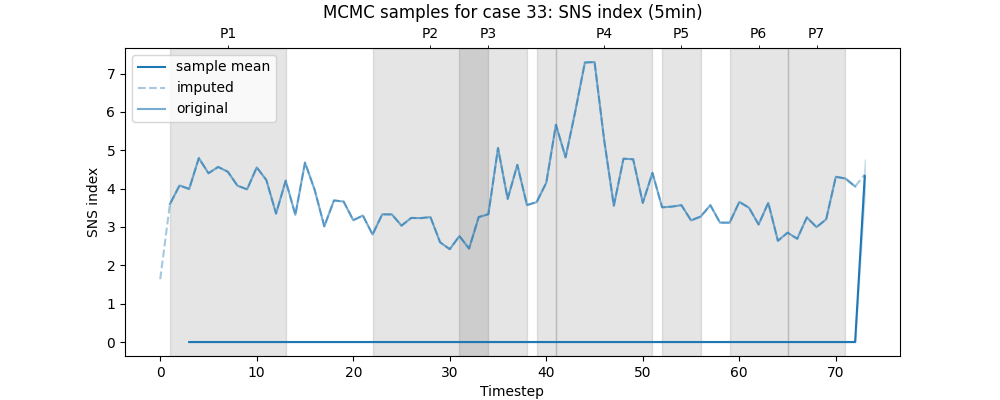 MCMC samples for case 33: SNS index (5min)
P1 P2 P3 P4 P5 P6 P7
sample mean
imputed
original
7
6
5
4
3
2
1
0
SNS index
0 10 20 30 40 50 60 70
Timestep